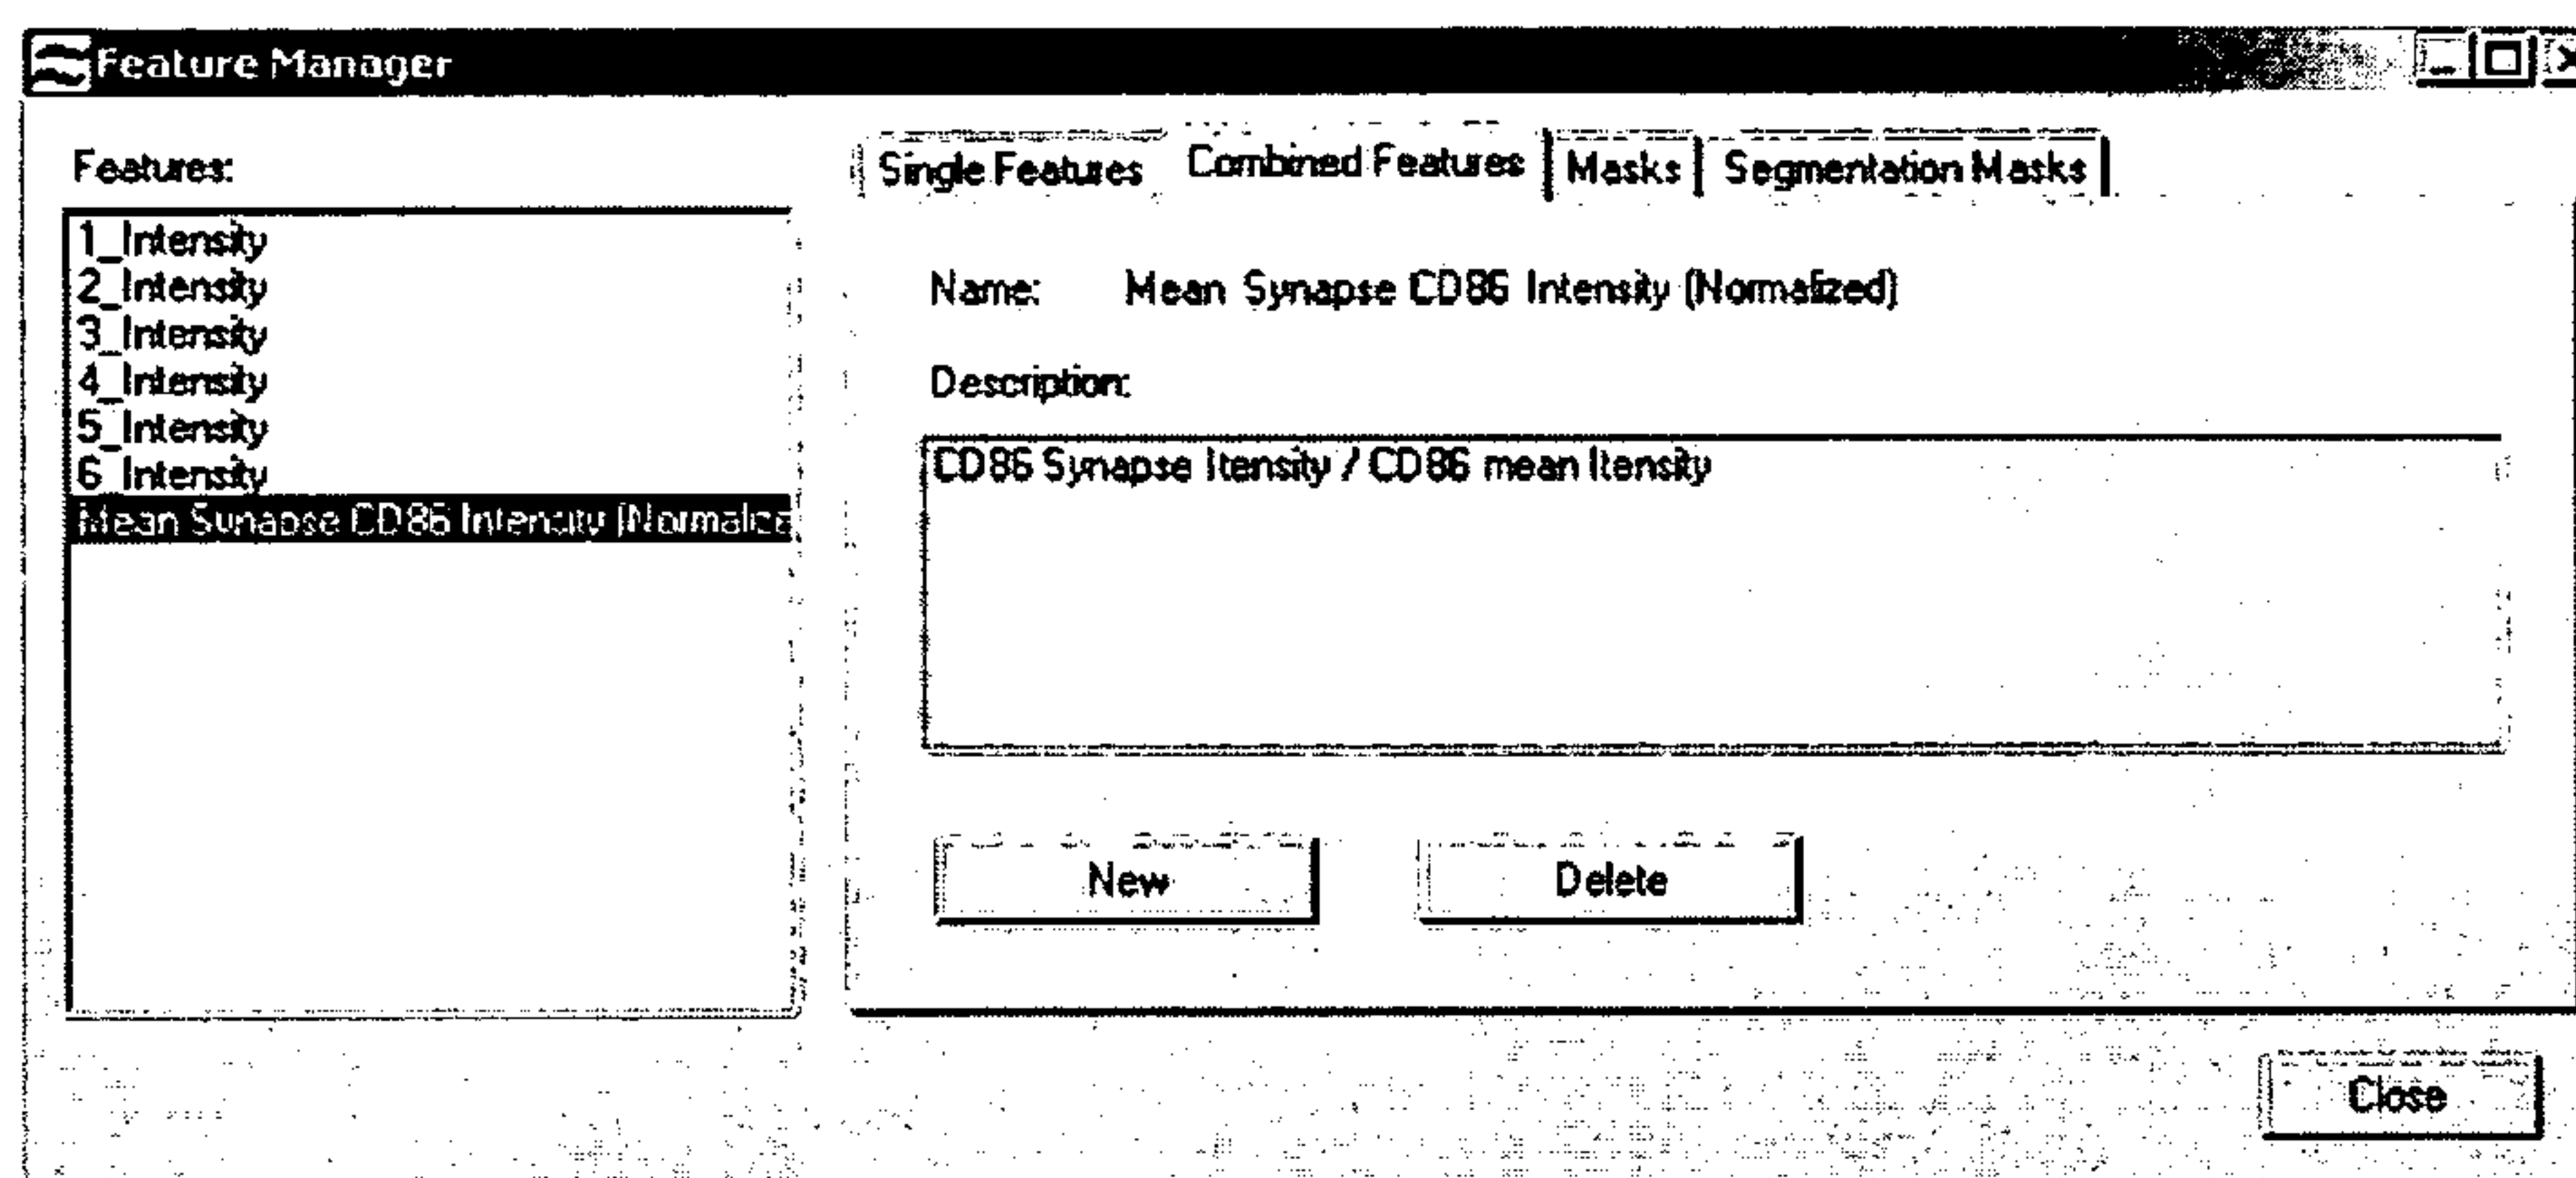 Feature Manager
Features:
1_Intensity
2_Intensity
3_Intensity
4_Intensity
5_Intensity
6_Intensity
Mean Synapse CD86 Intensity (Normalize
Single Features
Combined Features
Masks
Segmentation Masks
Name: Mean Synapse CD86 Intensity (Normalized)
Description:
CD86 Synapse Itensity / CD86 mean Itensity
New
Delete
Close